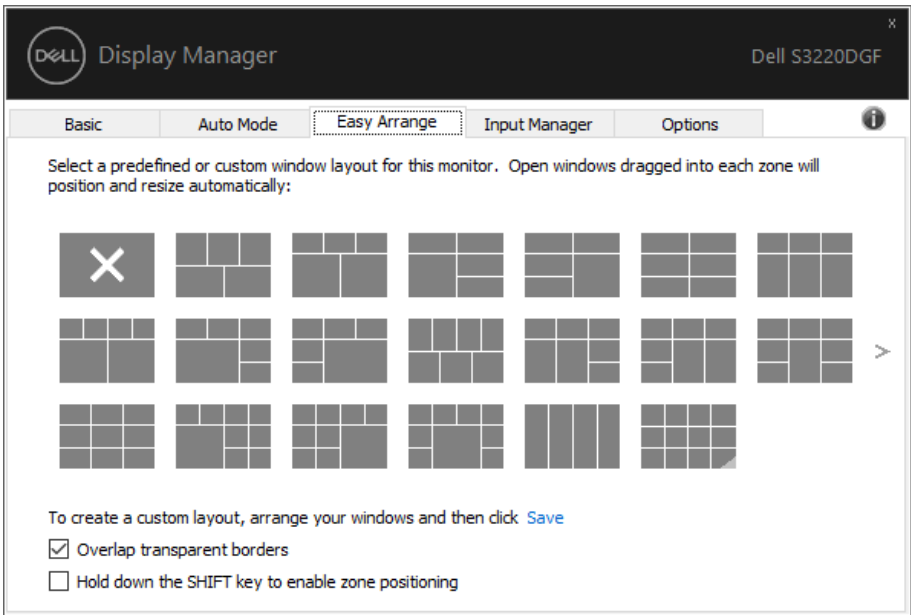 x
DELL
Display Manager
Dell S3220DGF
Basic
Auto Mode
Easy Arrange
Input Manager
Options
i
Select a predefined or custom window layout for this monitor. Open windows dragged into each zone will
position and resize automatically:
>
To create a custom layout, arrange your windows and then click Save
Overlap transparent borders
Hold down the SHIFT key to enable zone positioning